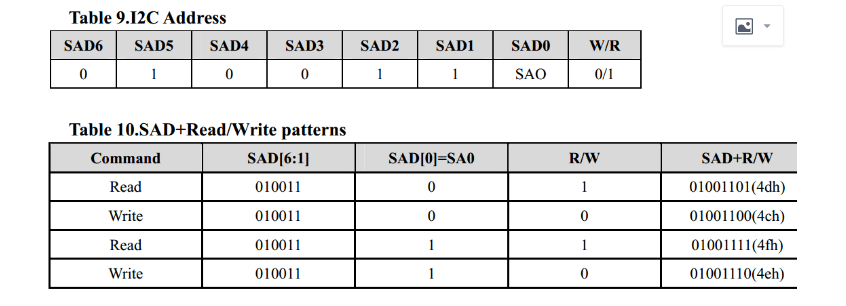 Table 9.I2C Address
SAD6 SAD5 SAD4 SAD3 SAD2 SAD1 SAD0 W/R
0 1 0 0 1 1 SAO 0/1
Table 10.SAD+Read/Write patterns
Command SAD[6:1] SAD[0]=SA0 R/W SAD+R/W
Read 010011 0 1 01001101(4dh)
Write 010011 0 0 01001100(4ch)
Read 010011 1 1 01001111(4fh)
Write 010011 1 0 01001110(4eh)